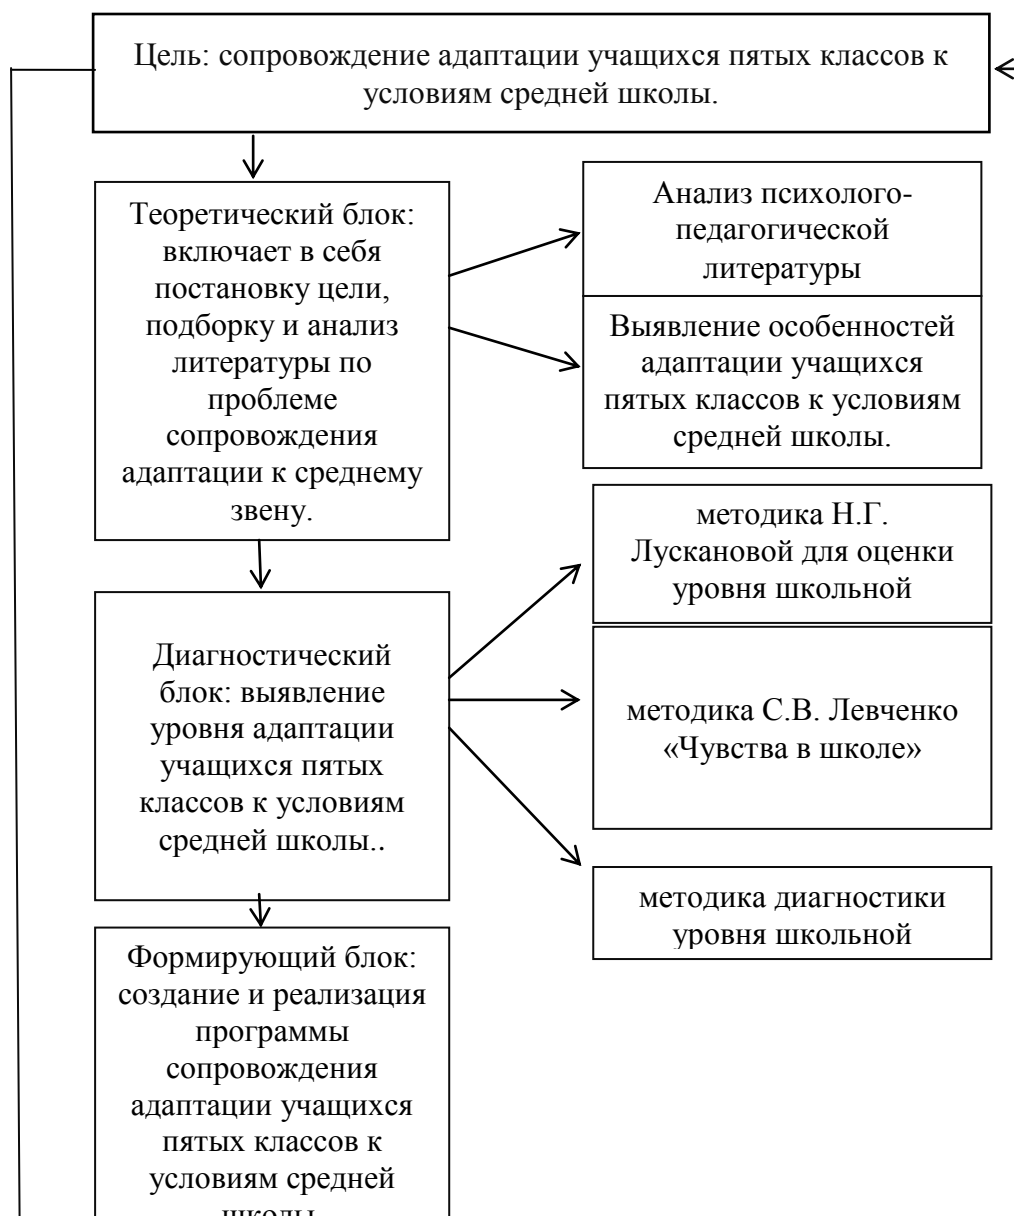 Цель: сопровождение адаптации учащихся пятых классов к
условиям средней школы.
Теоретический блок:
включает в себя
постановку цели,
подборку и анализ
литературы по
проблеме
сопровождения
адаптации к среднему
звену.
Анализ психолого-
педагогической
литературы
Выявление особенностей
адаптации учащихся
пятых классов к условиям
средней школы.
Диагностический
блок: выявление
уровня адаптации
учащихся пятых
классов к условиям
средней школы..
методика Н.Г.
Лускановой для оценки
уровня школьной
методика С.В. Левченко
«Чувства в школе»
методика диагностики
уровня школьной
Формирующий блок:
создание и реализация
программы
сопровождения
адаптации учащихся
пятых классов к
условиям средней
школы